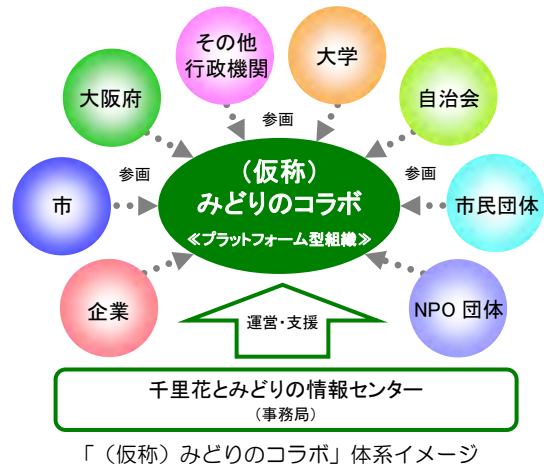 その他
行政機関
大学
大阪府
自治会
参画
市
参画
(仮称)
みどりのコラボ
≪プラットフォーム型組織≫
参画
市民団体
企業
NPO 団体
運営・支援
千里花とみどりの情報センター
(事務局)
「(仮称)みどりのコラボ」体系イメージ